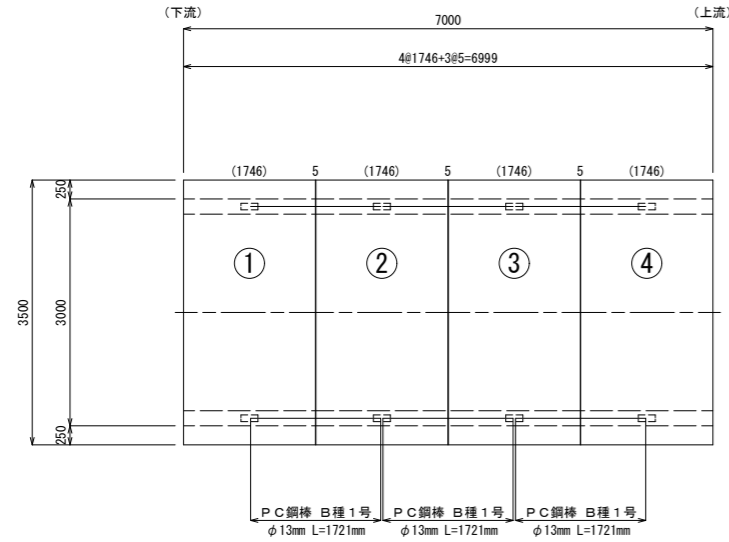 (下流)
(上流)
7000
4@1746+3@5=6999
(1746) 5 (1746) 5 (1746) 5 (1746)
250
3000
250
3500
① ② ③ ④
PC鋼棒 B種1号 PC鋼棒 B種1号 PC鋼棒 B種1号
φ13mm L=1721mm φ13mm L=1721mm φ13mm L=1721mm